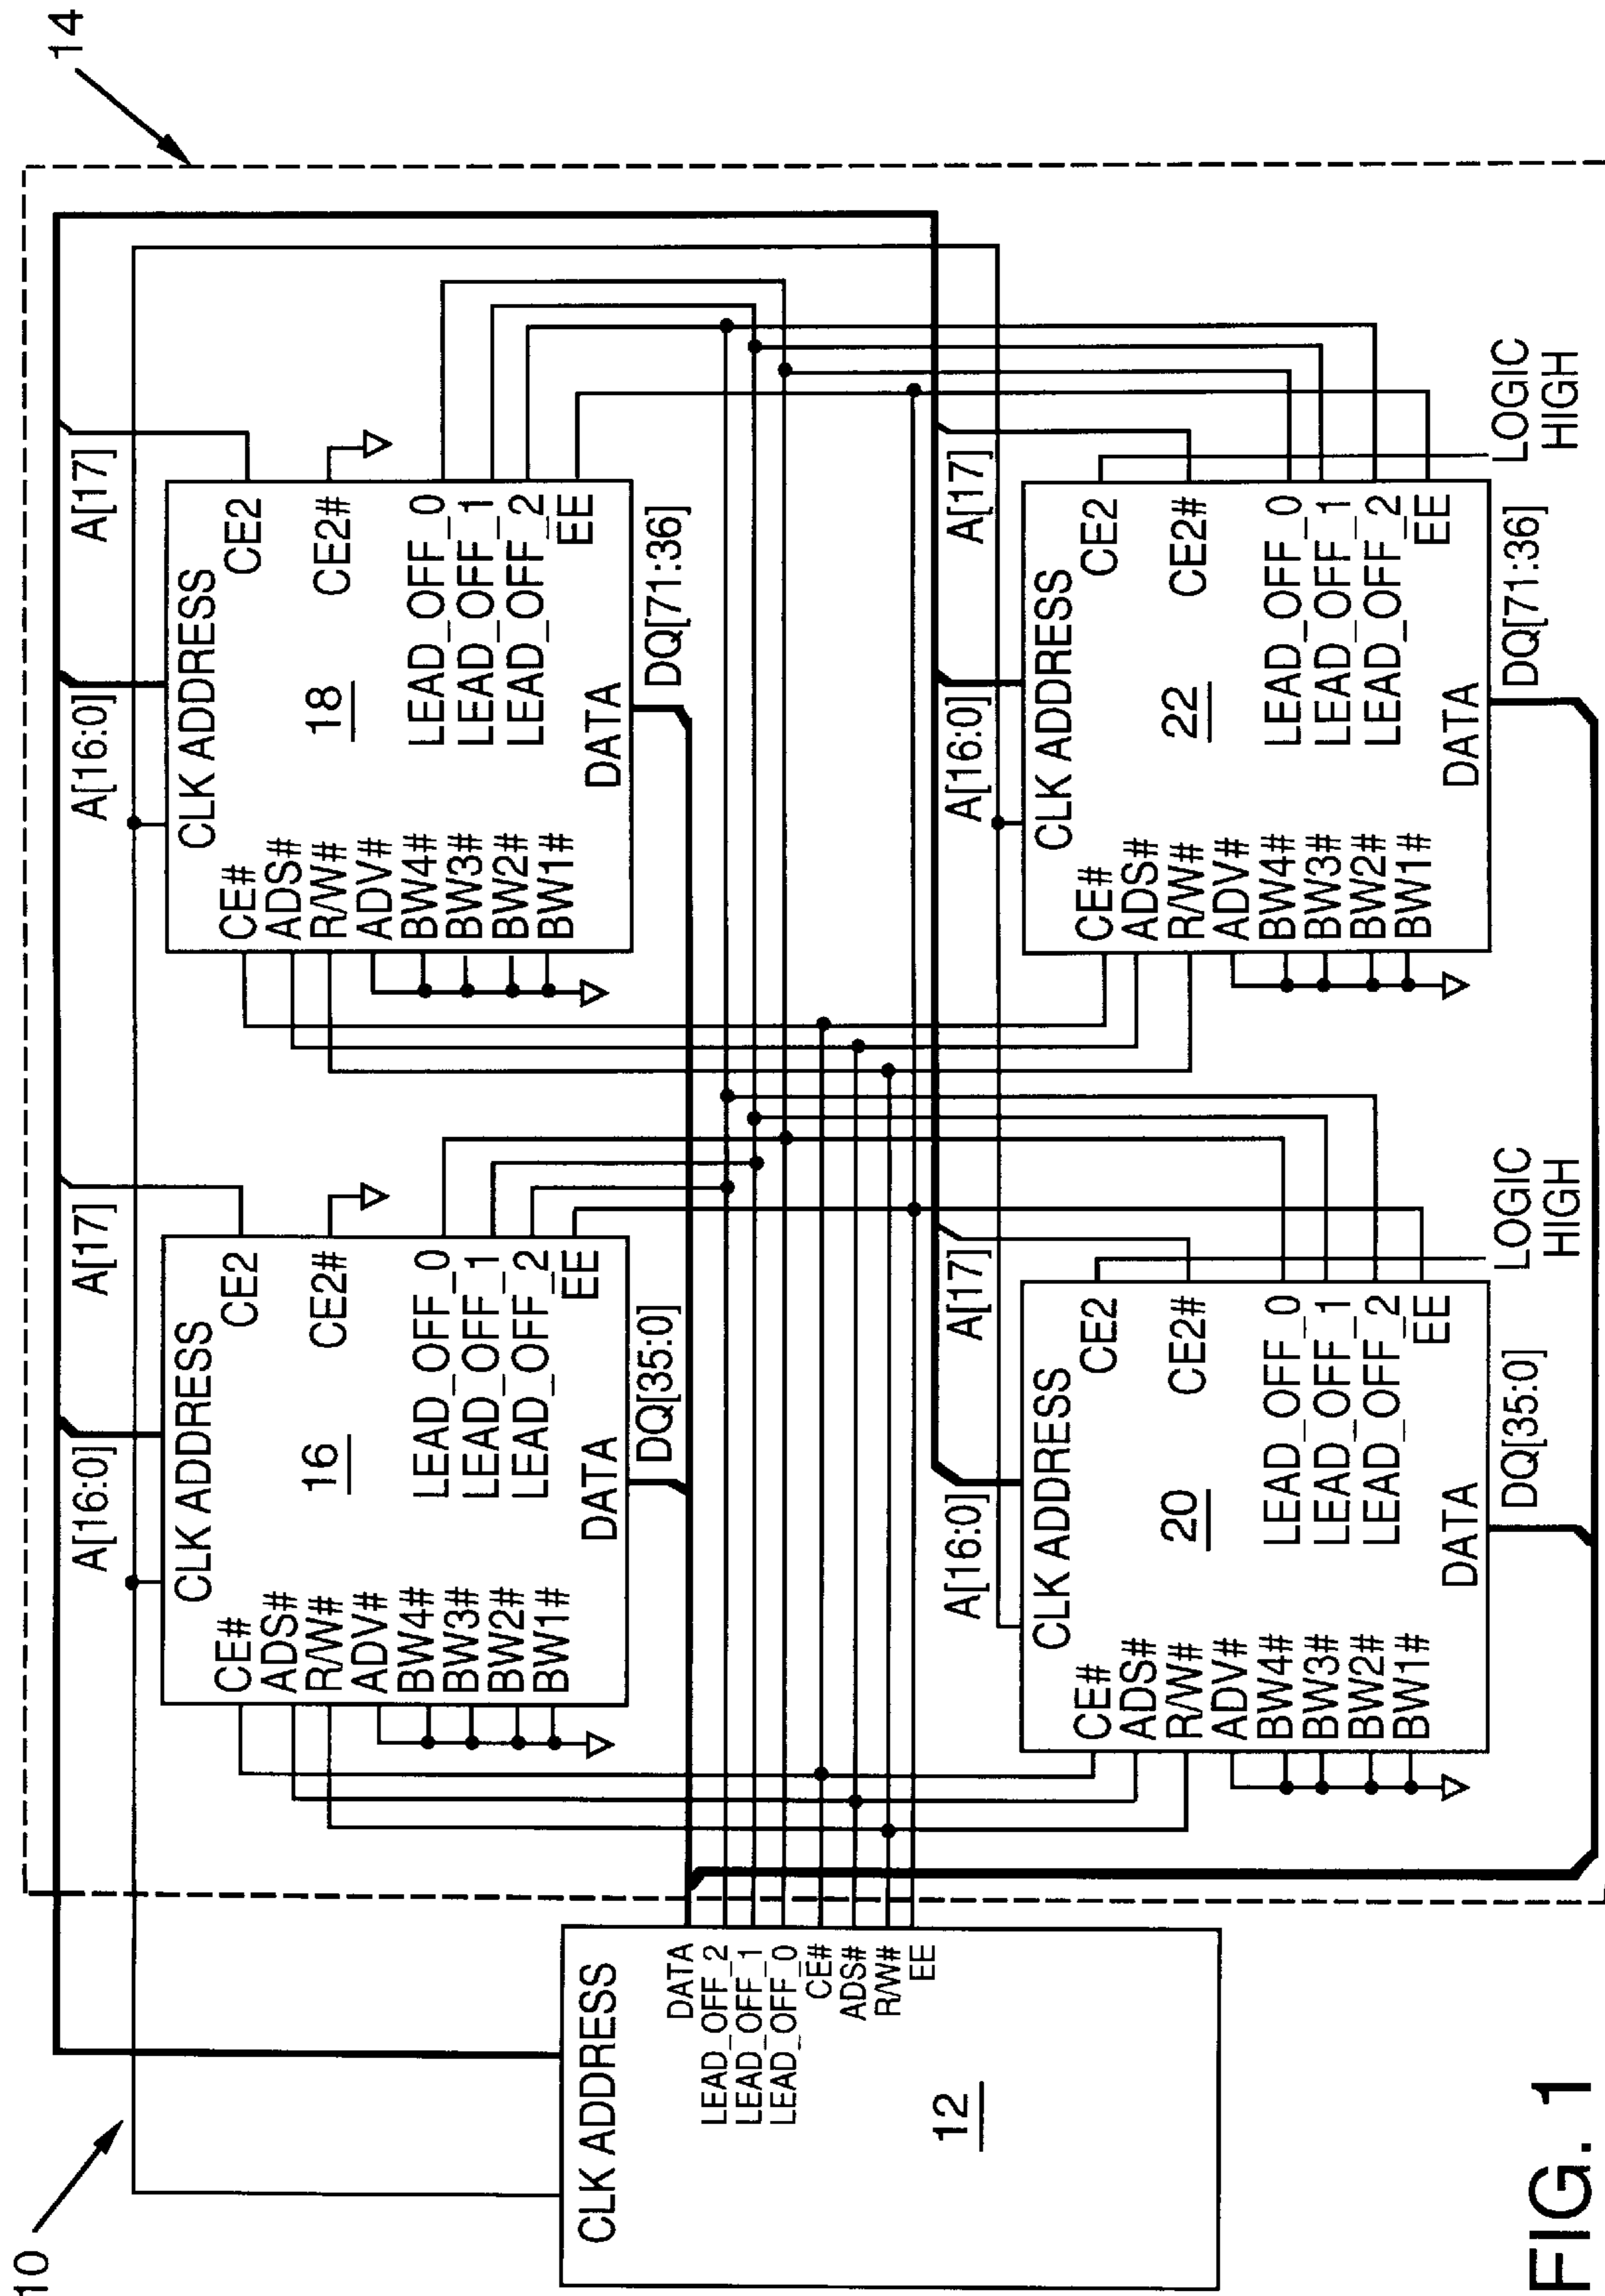 10
14
CLK ADDRESS
DATA
LEAD_OFF_2
LEAD_OFF_1
LEAD_OFF_0
CE#
ADS#
R/W#
EE
12
A[16:0]
A[17]
CLK ADDRESS
CE#
ADS#
R/W#
ADV#
BW4#
BW3#
BW2#
BW1#
16
CE2
CE2#
LEAD_OFF_0
LEAD_OFF_1
LEAD_OFF_2
EE
DATA
DQ[35:0]
A[16:0]
A[17]
CLK ADDRESS
CE#
ADS#
R/W#
ADV#
BW4#
BW3#
BW2#
BW1#
18
CE2
CE2#
LEAD_OFF_0
LEAD_OFF_1
LEAD_OFF_2
EE
DATA
DQ[71:36]
A[16:0]
A[17]
CLK ADDRESS
CE#
ADS#
R/W#
ADV#
BW4#
BW3#
BW2#
BW1#
20
CE2
CE2#
LEAD_OFF_0
LEAD_OFF_1
LEAD_OFF_2
EE
DATA
DQ[35:0]
LOGIC
HIGH
A[16:0]
A[17]
CLK ADDRESS
CE#
ADS#
R/W#
ADV#
BW4#
BW3#
BW2#
BW1#
22
CE2
CE2#
LEAD_OFF_0
LEAD_OFF_1
LEAD_OFF_2
EE
DATA
DQ[71:36]
LOGIC
HIGH
FIG. 1